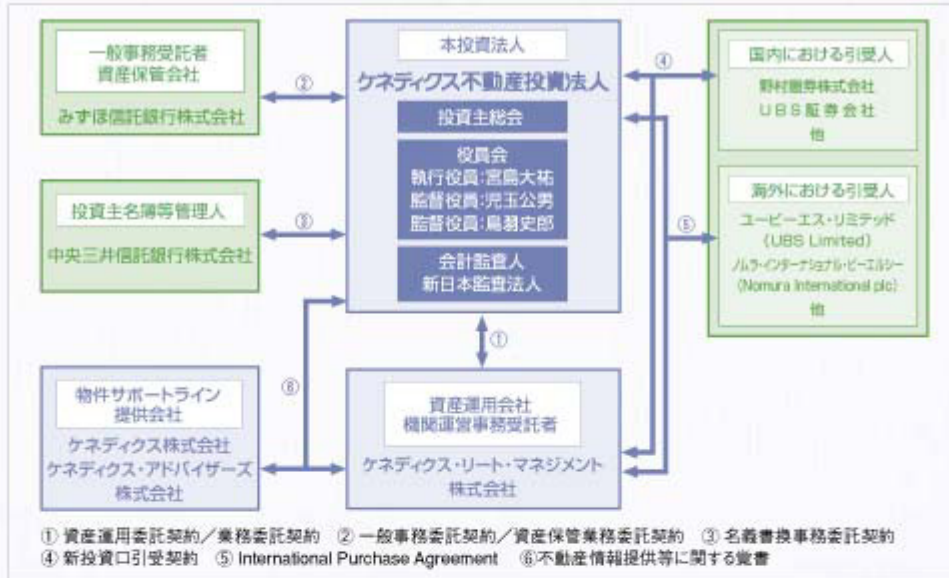 一般事務受託者
資産保管会社
みずほ信託銀行株式会社
②
投資主名簿等管理人
中央三井信託銀行株式会社
③
物件サポートライン
提供会社
ケネディクス株式会社
ケネディクス・アドバイザーズ
株式会社
⑥
本投資法人
ケネディクス不動産投資法人
投資主総会
役員会
執行役員:宮島大祐
監督役員:児玉公男
監督役員:鳥羽史郎
会計監査人
新日本監査法人
①
資産運用会社
機関運営事務受託者
ケネディクス・リート・マネジメント
株式会社
④
国内における引受人
野村證券株式会社
UBS証券会社
他
⑤
海外における引受人
ユービーエス・リミテッド
(UBS Limited)
ノムラ・インターナショナル・ピーエルシー
(Nomura International plc)
他
① 資産運用委託契約／業務委託契約 ② 一般事務委託契約／資産保管業務委託契約 ③ 名義書換事務委託契約
④ 新投資口引受契約 ⑤ International Purchase Agreement ⑥不動産情報提供等に関する覚書